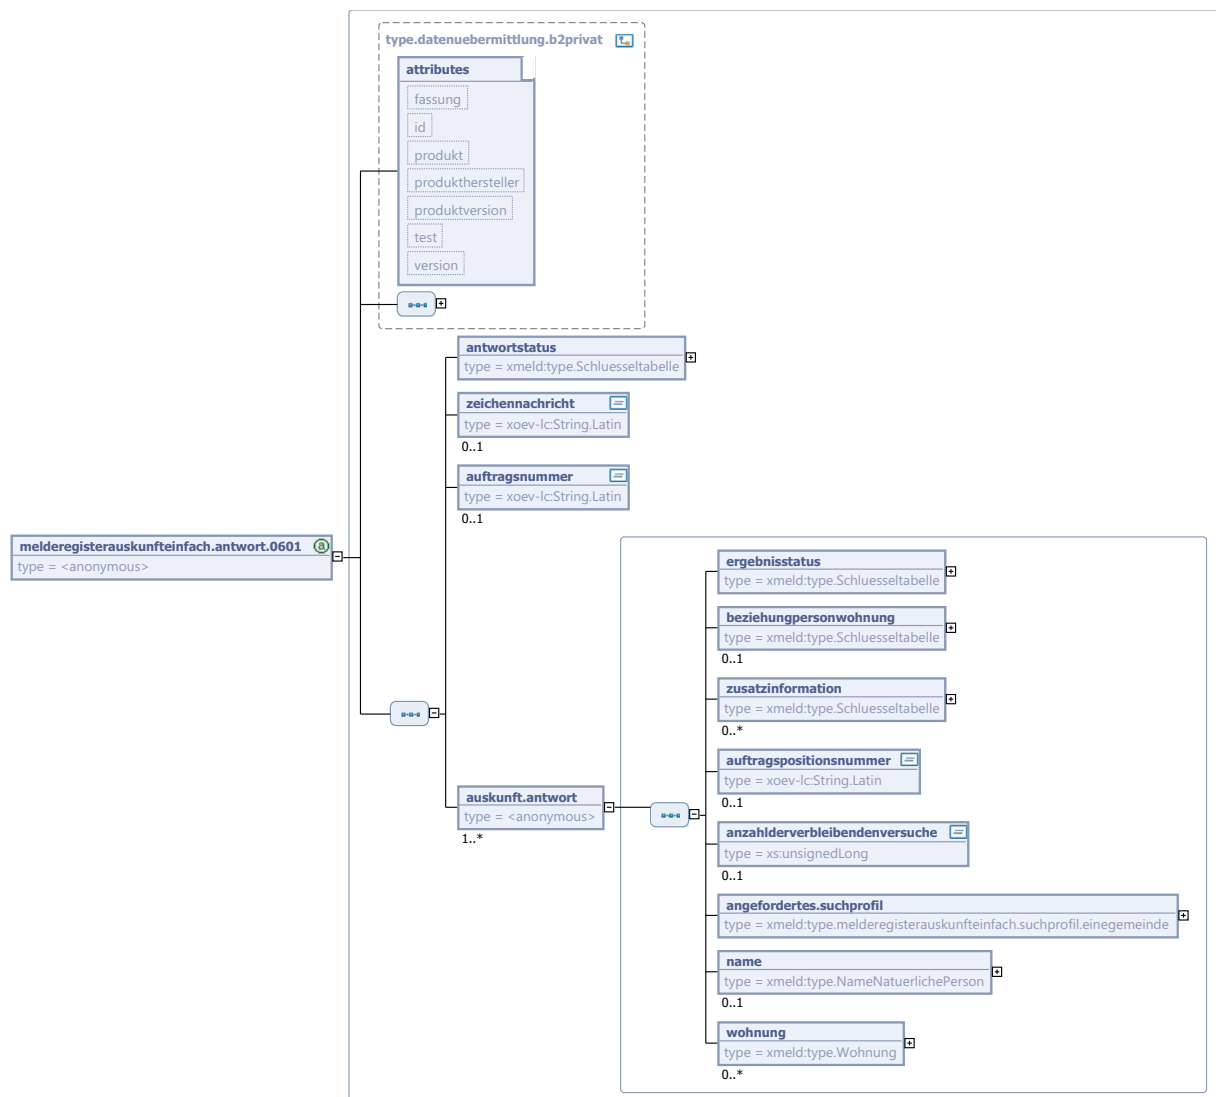 type.datenuebermittlung.b2privat
attributes
fassung
id
produkt
produkthersteller
produktversion
test
version
antwortstatus
type = xmeld:type.Schluesseltabelle
zeichennachricht
type = xoev-lc:String.Latin
0..1
auftragsnummer
type = xoev-lc:String.Latin
0..1
melderegisterauskunfteinfach.antwort.0601
type = <anonymous>
auskunft.antwort
type = <anonymous>
1..*
ergebnisstatus
type = xmeld:type.Schluesseltabelle
beziehungpersonwohnung
type = xmeld:type.Schluesseltabelle
0..1
zusatzinformation
type = xmeld:type.Schluesseltabelle
0..*
auftragspositionsnummer
type = xoev-lc:String.Latin
0..1
anzahlderverbleibendenversuche
type = xs:unsignedLong
0..1
angefordertes.suchprofil
type = xmeld:type.melderegisterauskunfteinfach.suchprofil.einegemeinde
name
type = xmeld:type.NameNatuerlichePerson
0..1
wohnung
type = xmeld:type.Wohnung
0..*